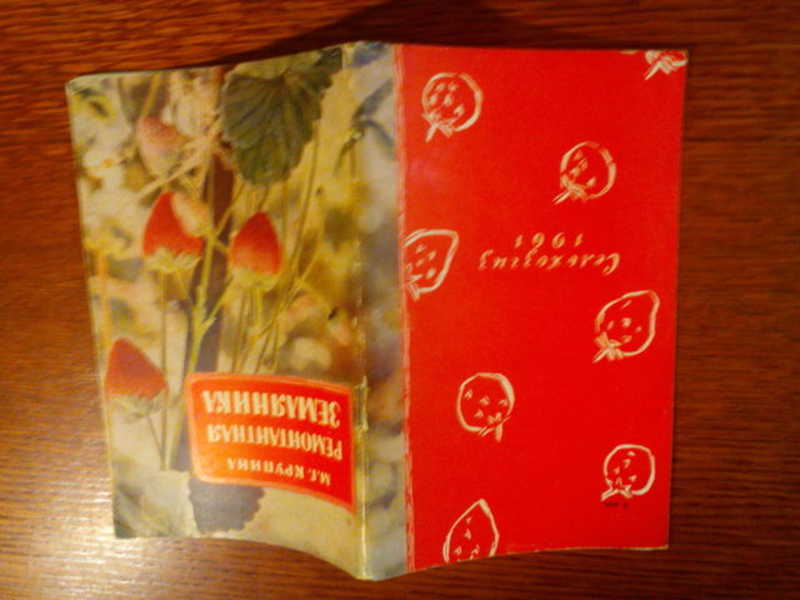 М.Г. КРУПИНА
РЕМОНТАНТНАЯ
ЗЕМЛЯНИКА
Сельхозгиз
1961